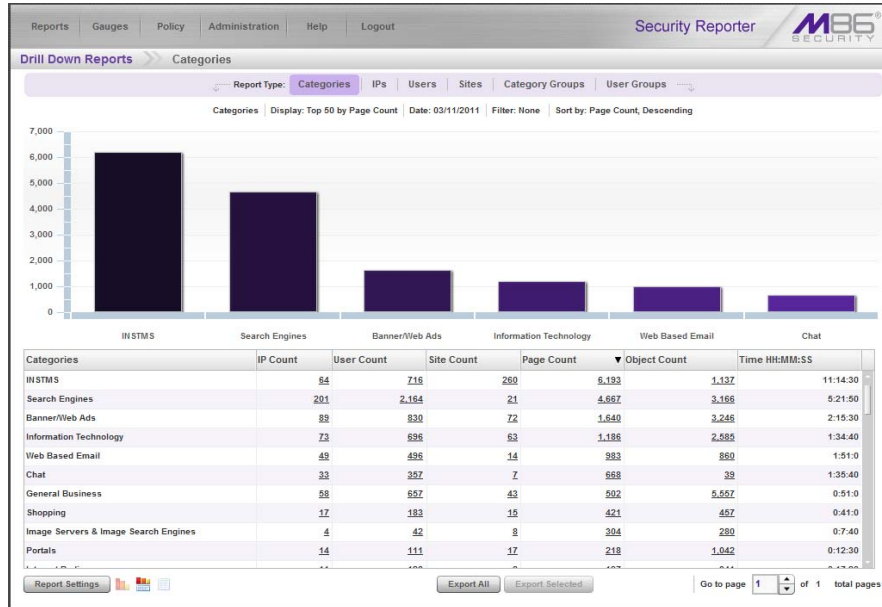 Reports Gauges Policy Administration Help Logout Security Reporter M86® SECURITY
Drill Down Reports Categories
Report Type: Categories IPs Users Sites Category Groups User Groups
Categories Display: Top 50 by Page Count Date: 03/11/2011 Filter: None Sort by: Page Count, Descending
7,000
6,000
5,000
4,000
3,000
2,000
1,000
0
INSTMS Search Engines Banner/Web Ads Information Technology Web Based Email Chat
Categories IP Count User Count Site Count Page Count ▼ Object Count Time HH:MM:SS
INSTMS 64 716 260 6,193 1,137 11:14:30
Search Engines 201 2,164 21 4,667 3,166 5:21:50
Banner/Web Ads 89 830 72 1,640 3,246 2:15:30
Information Technology 73 696 63 1,186 2,585 1:34:40
Web Based Email 49 496 14 983 860 1:51:0
Chat 33 357 7 668 39 1:35:40
General Business 58 657 43 502 5,557 0:51:0
Shopping 17 183 15 421 457 0:41:0
Image Servers & Image Search Engines 4 42 8 304 280 0:7:40
Portals 14 111 17 218 1,042 0:12:30
Report Settings Export All Export Selected Go to page 1 of 1 total pages